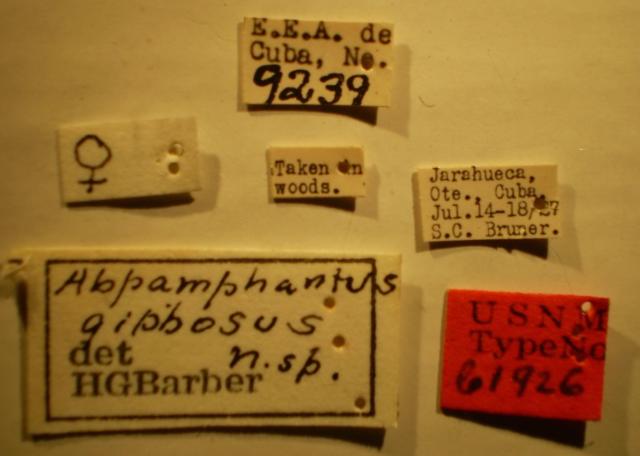 E.E.A. de
Cuba, No.
9239
♀
Taken in
woods.
Jarahueca,
Ote., Cuba,
Jul.14-18/27
S.C. Bruner.
Abpamphantus
gibbosus
n.sp.
det
HGBarber
USNM
TypeNo
61926